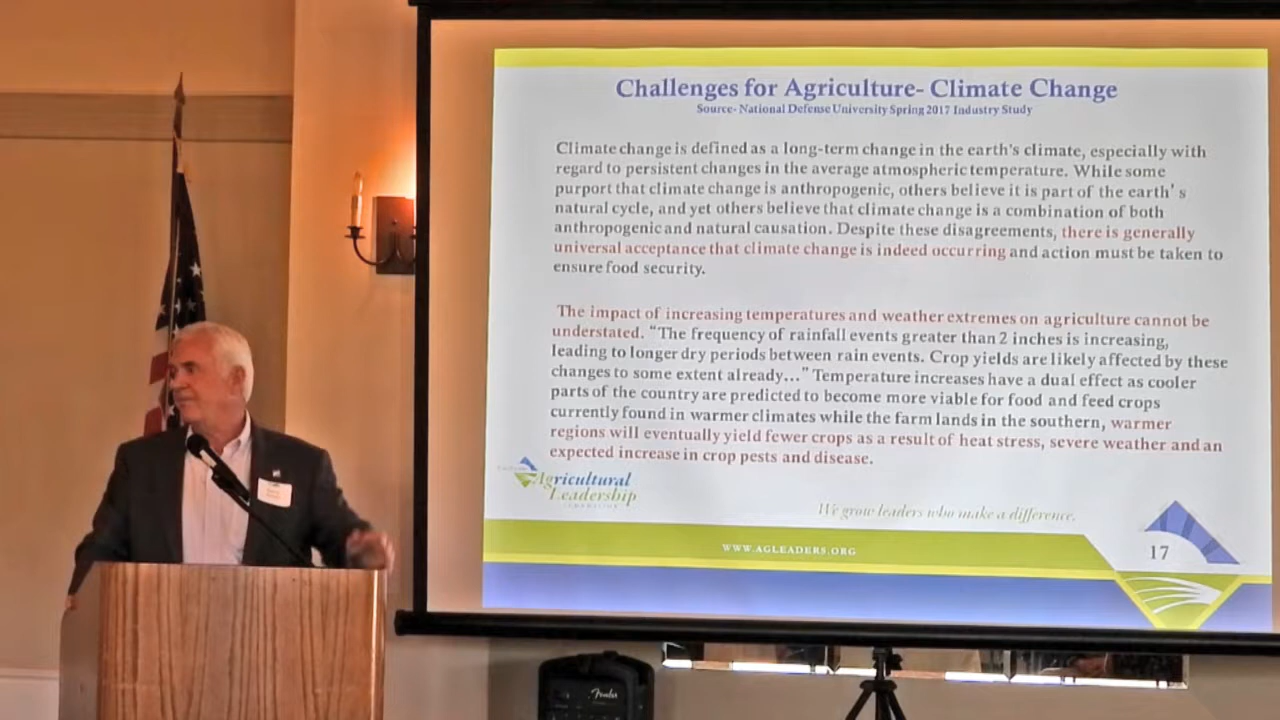 Challenges for Agriculture- Climate Change
Source- National Defense University Spring 2017 Industry Study
Climate change is defined as a long-term change in the earth's climate, especially with
regard to persistent changes in the average atmospheric temperature. While some
purport that climate change is anthropogenic, others believe it is part of the earth's
natural cycle, and yet others believe that climate change is a combination of both
anthropogenic and natural causation. Despite these disagreements, there is generally
universal acceptance that climate change is indeed occurring and action must be taken to
ensure food security.
The impact of increasing temperatures and weather extremes on agriculture cannot be
understated. “The frequency of rainfall events greater than 2 inches is increasing,
leading to longer dry periods between rain events. Crop yields are likely affected by these
changes to some extent already...” Temperature increases have a dual effect as cooler
parts of the country are predicted to become more viable for food and feed crops
currently found in warmer climates while the farm lands in the southern, warmer
regions will eventually yield fewer crops as a result of heat stress, severe weather and an
expected increase in crop pests and disease.
Agricultural
Leadership
We grow leaders who make a difference.
WWW.AGLEADERS.ORG
17
Fender